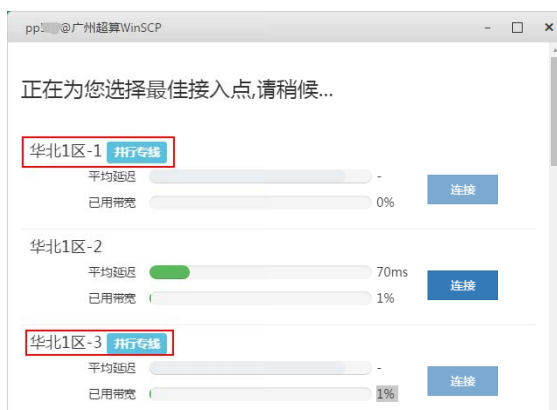 pp @广州超算WinSCP
正在为您选择最佳接入点,请稍候...
华北1区-1 并行专线
平均延迟 -
连接
已用带宽 0%
华北1区-2
平均延迟 70ms
连接
已用带宽 1%
华北1区-3 并行专线
平均延迟 -
连接
已用带宽 1%